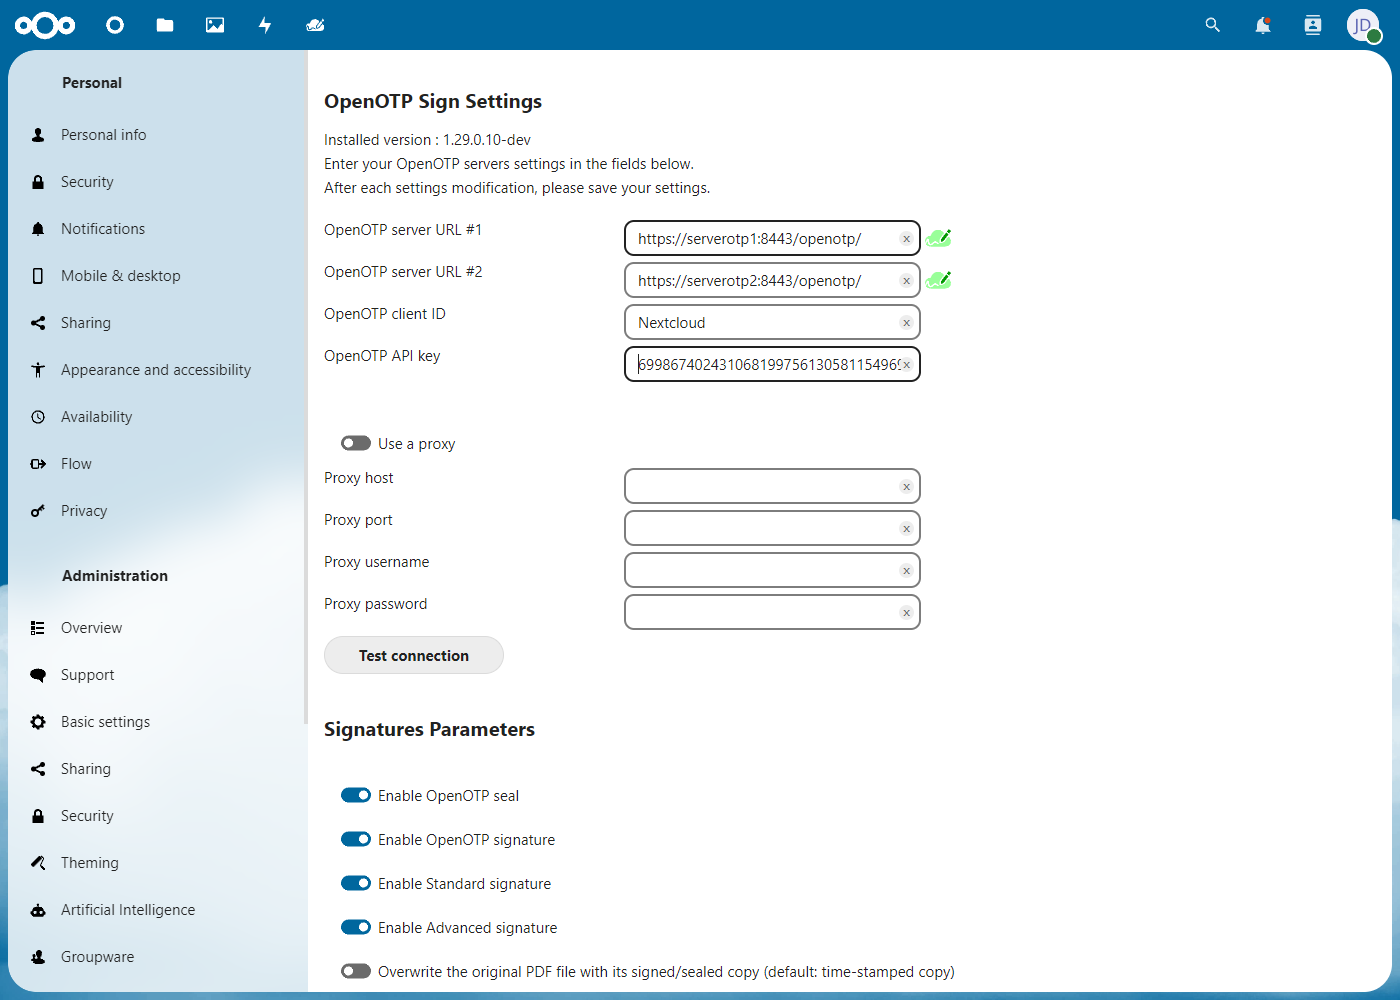 JD
Personal
Personal info
Security
Notifications
Mobile & desktop
Sharing
Appearance and accessibility
Availability
Flow
Privacy
Administration
Overview
Support
Basic settings
Sharing
Security
Theming
Artificial Intelligence
Groupware
OpenOTP Sign Settings
Installed version : 1.29.0.10-dev
Enter your OpenOTP servers settings in the fields below.
After each settings modification, please save your settings.
OpenOTP server URL #1
https://serverotp1:8443/openotp/
OpenOTP server URL #2
https://serverotp2:8443/openotp/
OpenOTP client ID
Nextcloud
OpenOTP API key
699867402431068199756130581154969
Use a proxy
Proxy host
Proxy port
Proxy username
Proxy password
Test connection
Signatures Parameters
Enable OpenOTP seal
Enable OpenOTP signature
Enable Standard signature
Enable Advanced signature
Overwrite the original PDF file with its signed/sealed copy (default: time-stamped copy)